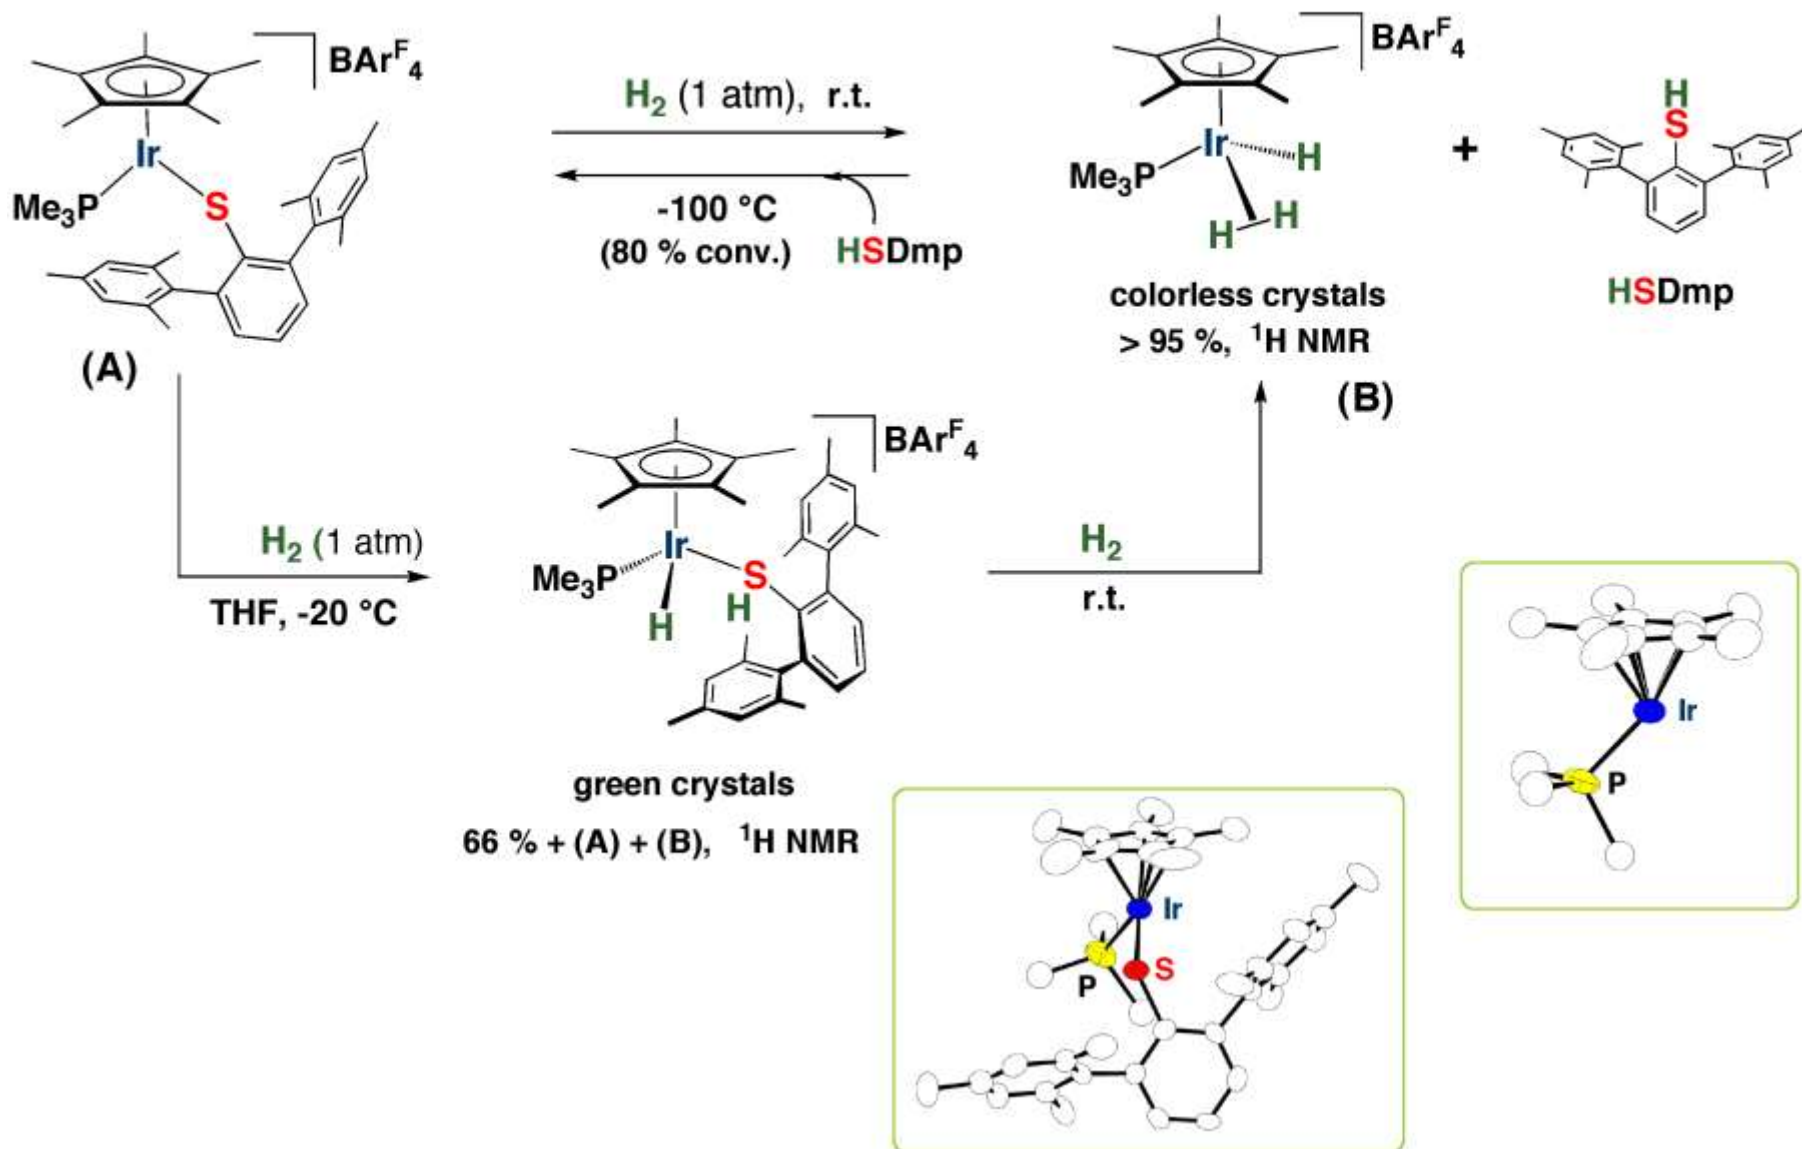 BArF4
Ir
Me3P
S
(A)
H2 (1 atm), r.t.
-100 °C
(80 % conv.)
HSDmp
BArF4
Ir
H
Me3P
H H
colorless crystals
> 95 %, 1H NMR
(B)
+
H
S
HSDmp
H2 (1 atm)
THF, -20 °C
BArF4
Ir
Me3P
S
H
H
green crystals
66 % + (A) + (B), 1H NMR
H2
r.t.
Ir
P
S
Ir
P